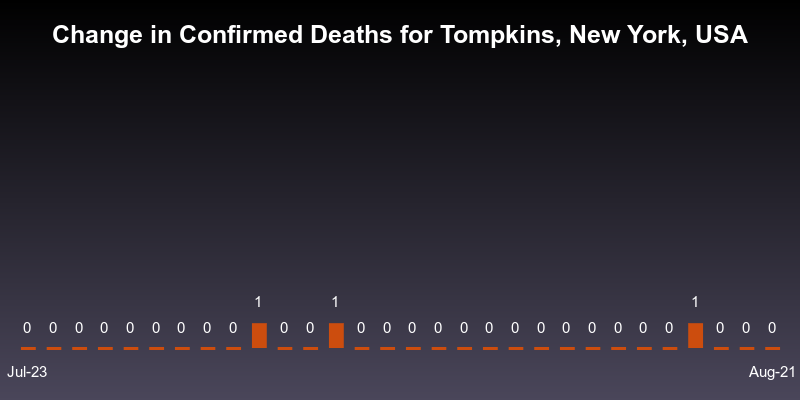 Change in Confirmed Deaths for Tompkins, New York, USA
0 0 0 0 0 0 0 0 0 1 0 0 1 0 0 0 0 0 0 0 0 0 0 0 0 0 1 0 0 0
Jul-23 Aug-21